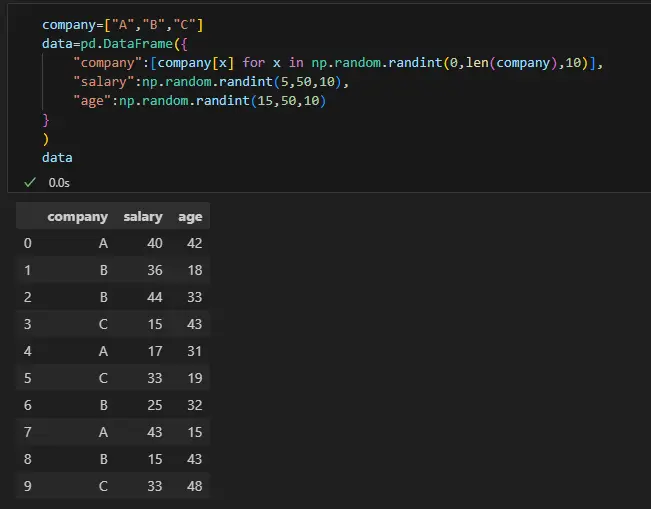 company=["A","B","C"]
data=pd.DataFrame({
    "company":[company[x] for x in np.random.randint(0,len(company),10)],
    "salary":np.random.randint(5,50,10),
    "age":np.random.randint(15,50,10)
}
)
data
0.0s
company salary age
0 A 40 42
1 B 36 18
2 B 44 33
3 C 15 43
4 A 17 31
5 C 33 19
6 B 25 32
7 A 43 15
8 B 15 43
9 C 33 48